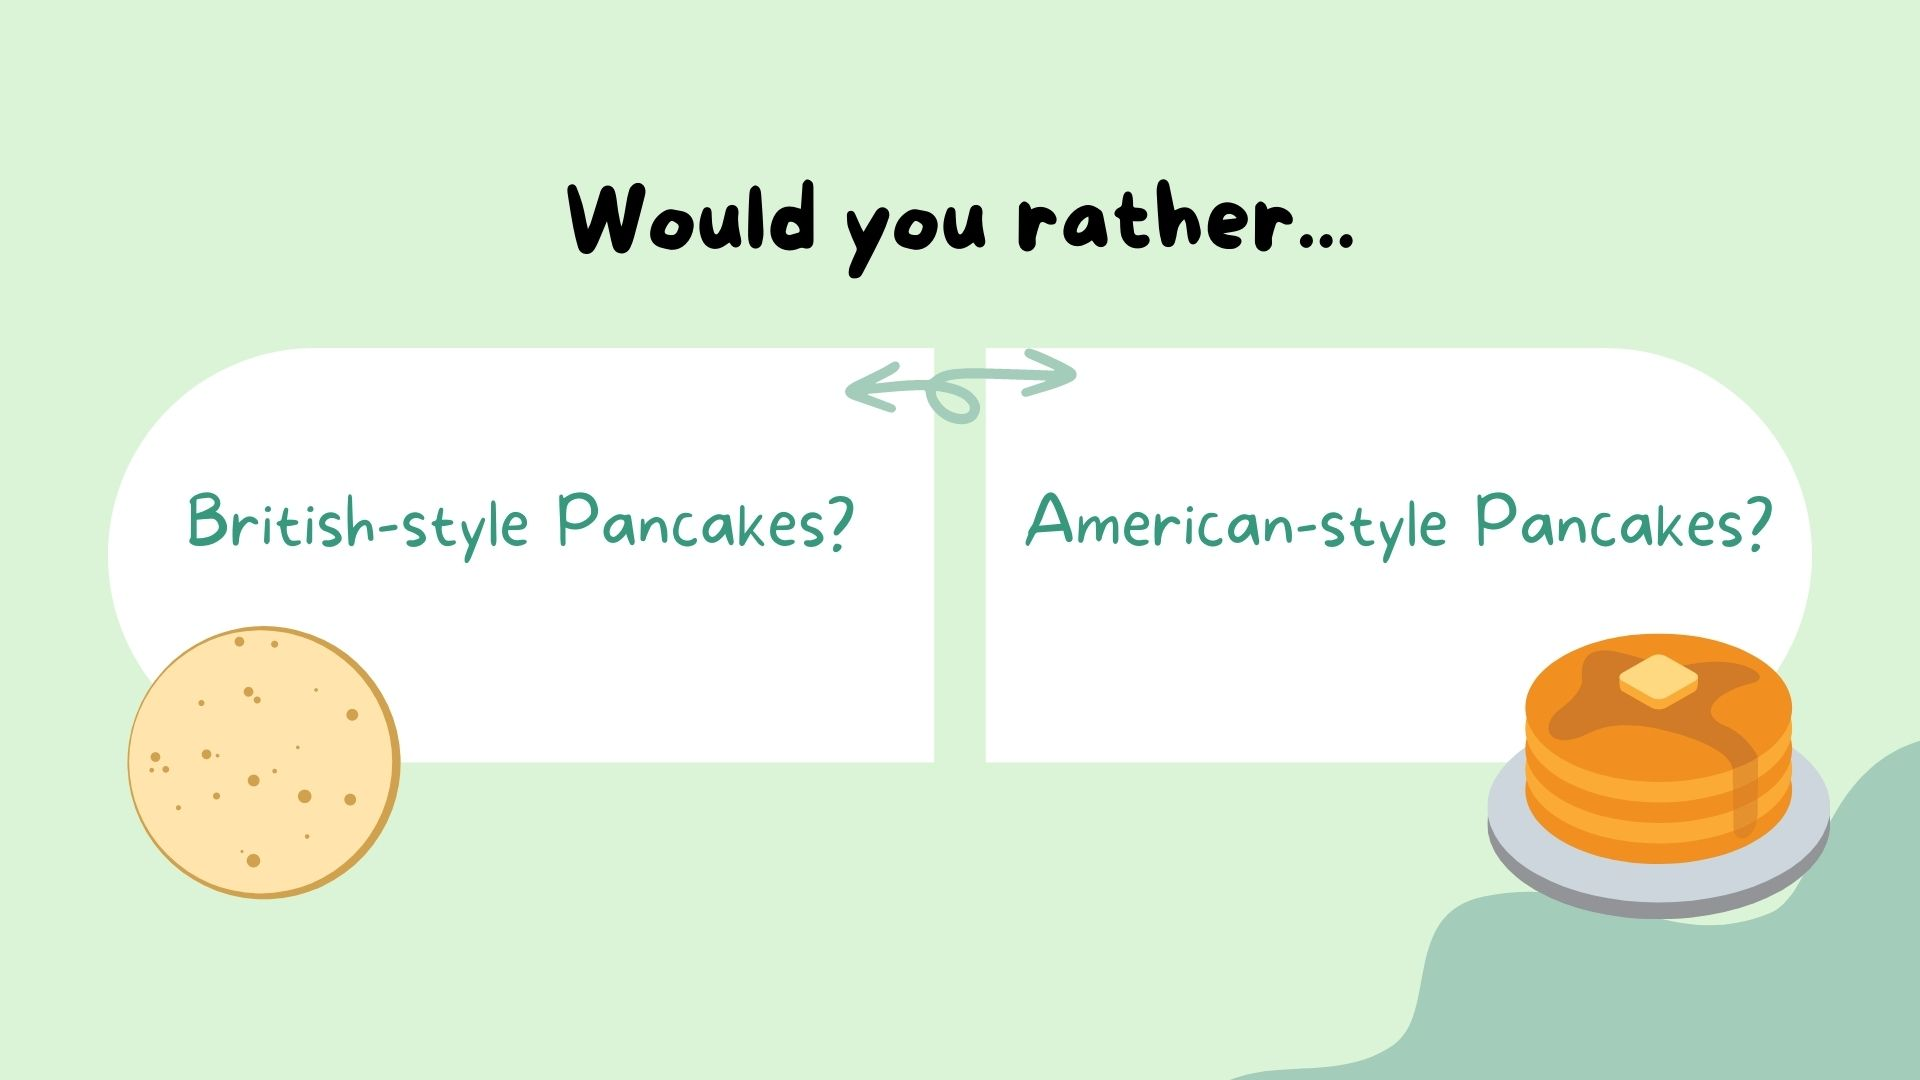 Would you rather...
British-style Pancakes?
American-style Pancakes?